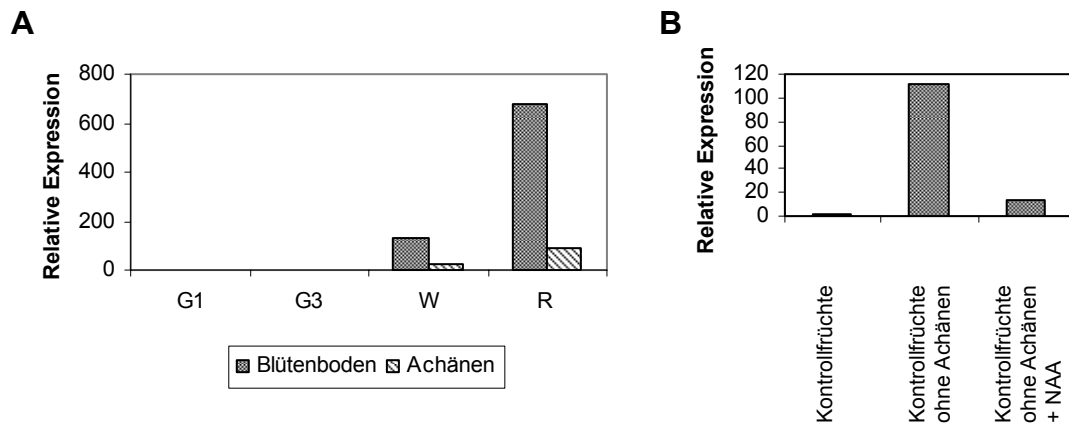 A
Relative Expression
800
600
400
200
0
G1 G3 W R
Blütenboden Achänen
B
Relative Expression
120
100
80
60
40
20
0
Kontrollfrüchte
Kontrollfrüchte
ohne Achänen
Kontrollfrüchte
ohne Achänen
+ NAA